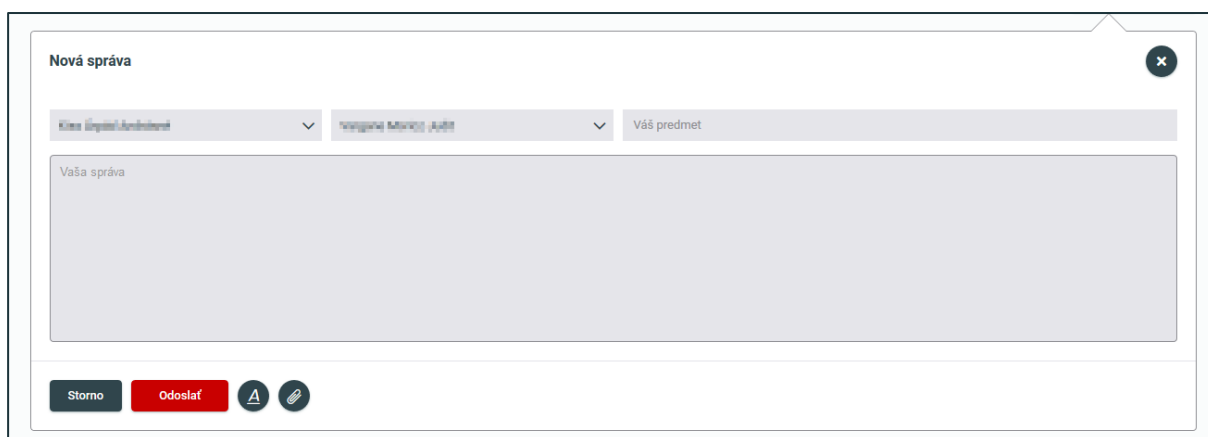 Nová správa
Váš predmet
Vaša správa
Storno
Odoslať
A